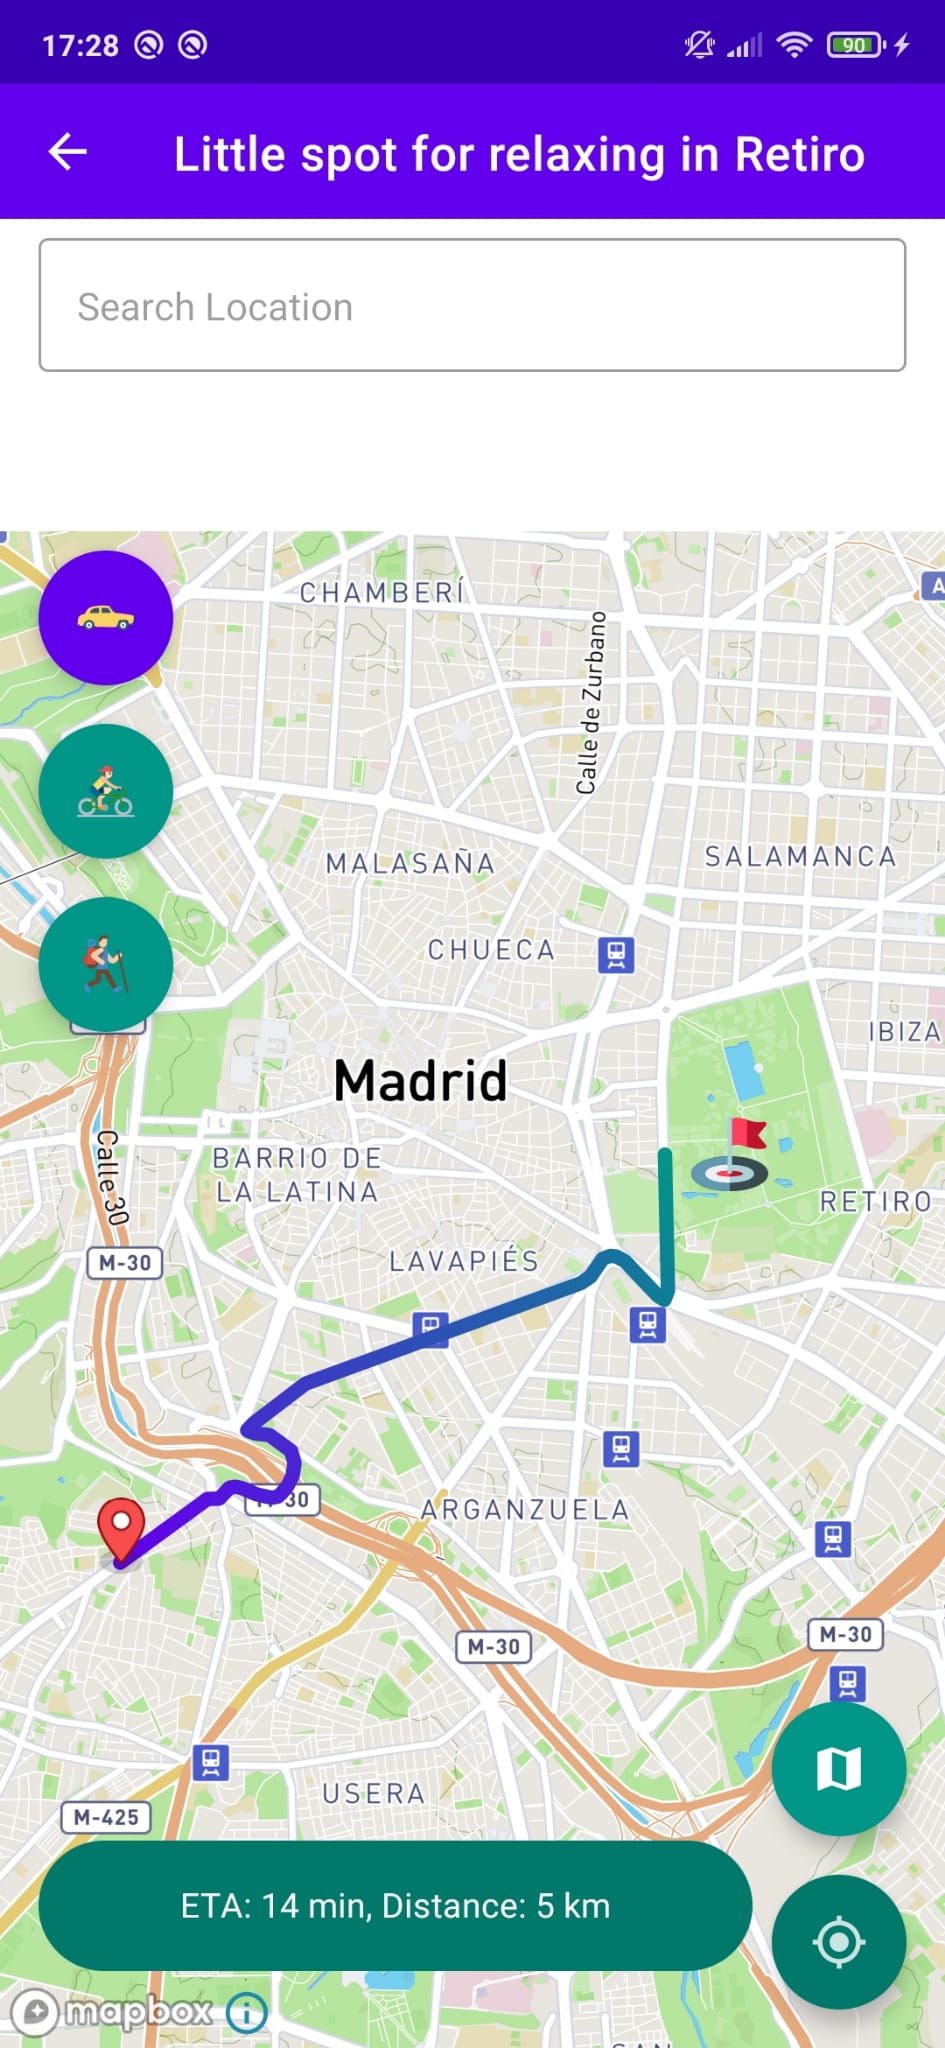 17:28
90
Little spot for relaxing in Retiro
Search Location
CHAMBERÍ
A
Calle de Zurbano
MALASAÑA
SALAMANCA
CHUECA
IBIZA
Madrid
Calle 30
BARRIO DE
LA LATINA
RETIRO
M-30
LAVAPIÉS
30
ARGANZUELA
M-30
M-30
USERA
M-425
ETA: 14 min, Distance: 5 km
mapbox